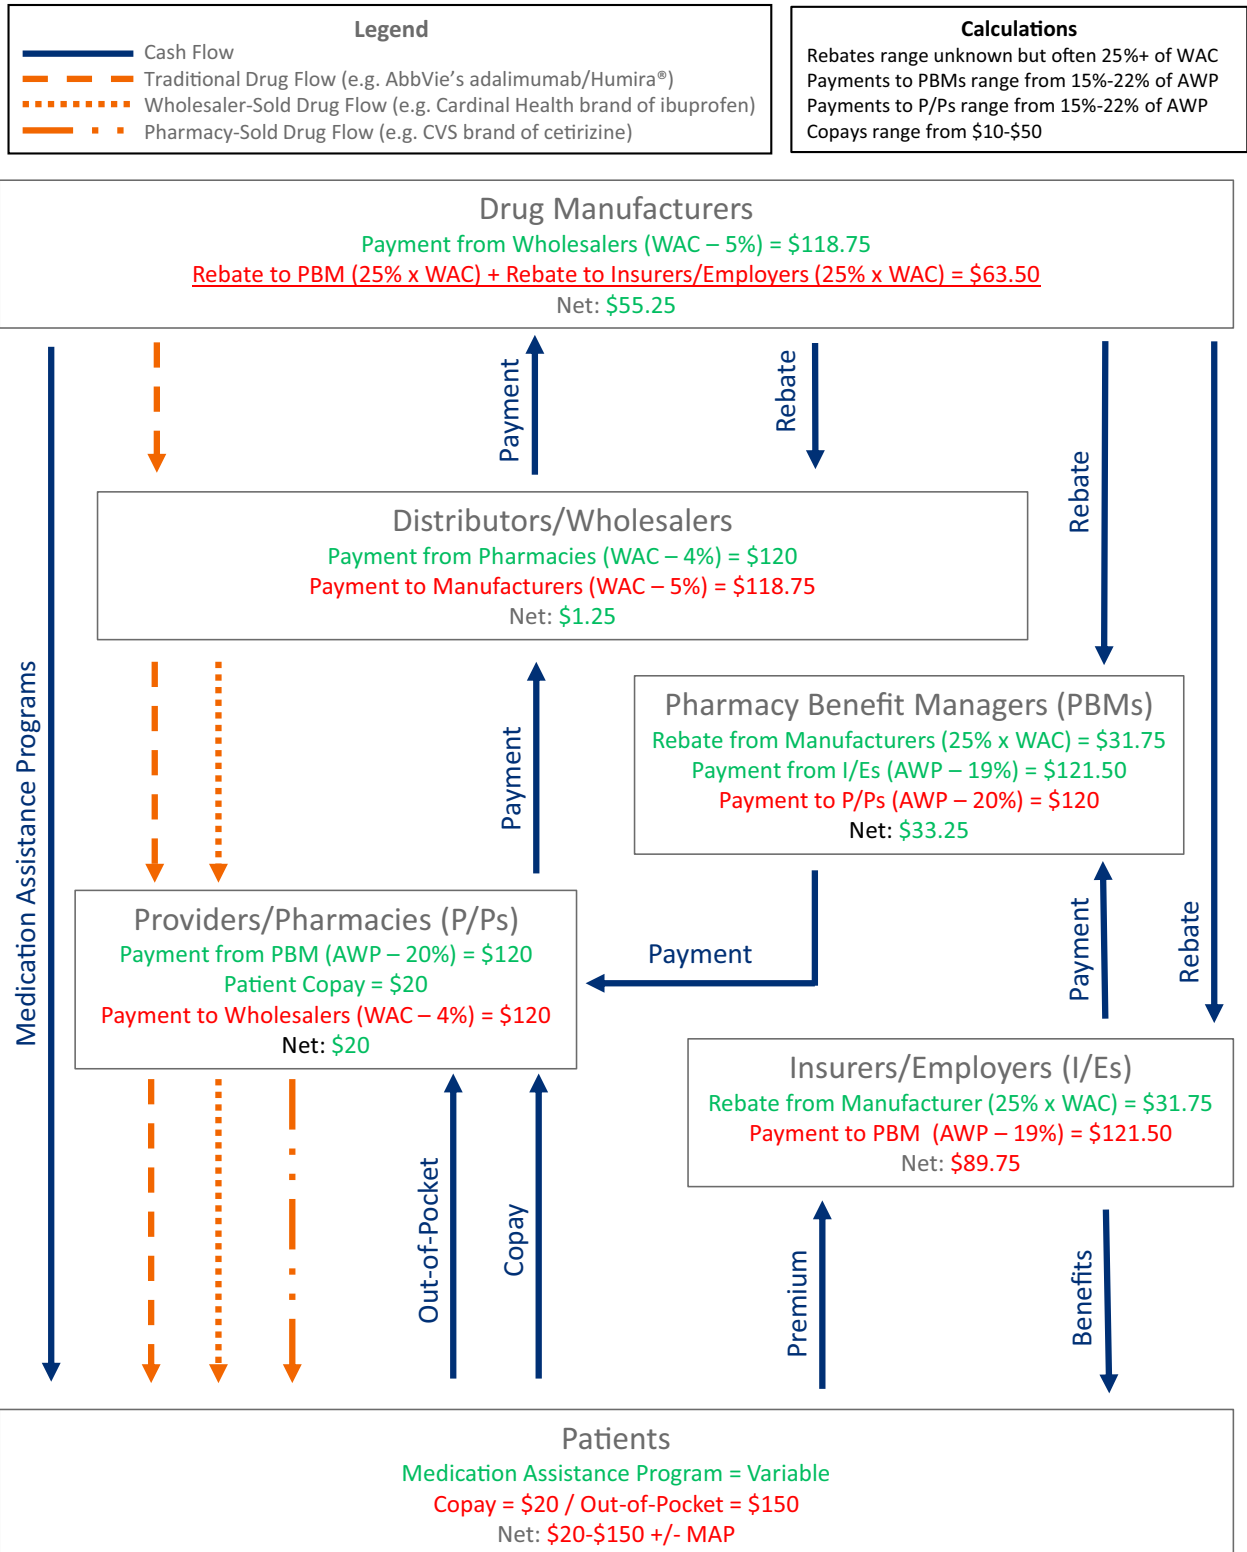 Legend
Cash Flow
Traditional Drug Flow (e.g. AbbVie's adalimumab/Humira®)
Wholesaler-Sold Drug Flow (e.g. Cardinal Health brand of ibuprofen)
Pharmacy-Sold Drug Flow (e.g. CVS brand of cetirizine)
Calculations
Rebates range unknown but often 25%+ of WAC
Payments to PBMs range from 15%-22% of AWP
Payments to P/Ps range from 15%-22% of AWP
Copays range from $10-$50
Drug Manufacturers
Payment from Wholesalers (WAC – 5%) = $118.75
Rebate to PBM (25% x WAC) + Rebate to Insurers/Employers (25% x WAC) = $63.50
Net: $55.25
Payment
Rebate
Rebate
Distributors/Wholesalers
Payment from Pharmacies (WAC – 4%) = $120
Payment to Manufacturers (WAC – 5%) = $118.75
Net: $1.25
Medication Assistance Programs
Payment
Pharmacy Benefit Managers (PBMs)
Rebate from Manufacturers (25% x WAC) = $31.75
Payment from I/Es (AWP – 19%) = $121.50
Payment to P/Ps (AWP – 20%) = $120
Net: $33.25
Providers/Pharmacies (P/Ps)
Payment from PBM (AWP – 20%) = $120
Patient Copay = $20
Payment to Wholesalers (WAC – 4%) = $120
Net: $20
Payment
Payment
Rebate
Insurers/Employers (I/Es)
Rebate from Manufacturer (25% x WAC) = $31.75
Payment to PBM (AWP – 19%) = $121.50
Net: $89.75
Out-of-Pocket
Copay
Premium
Benefits
Patients
Medication Assistance Program = Variable
Copay = $20 / Out-of-Pocket = $150
Net: $20-$150 +/- MAP